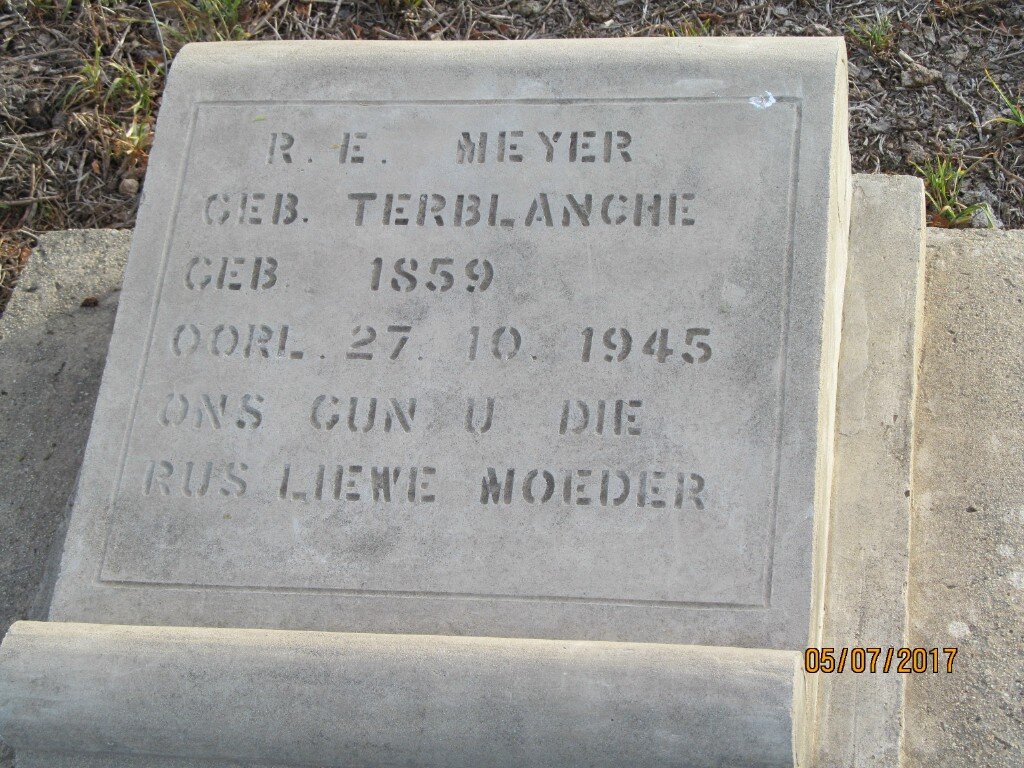 R. E. MEYER
GEB. TERBLANCHE
GEB. 1859
OORL. 27. 10. 1945
ONS GUN U DIE
RUS LIEWE MOEDER
05/07/2017